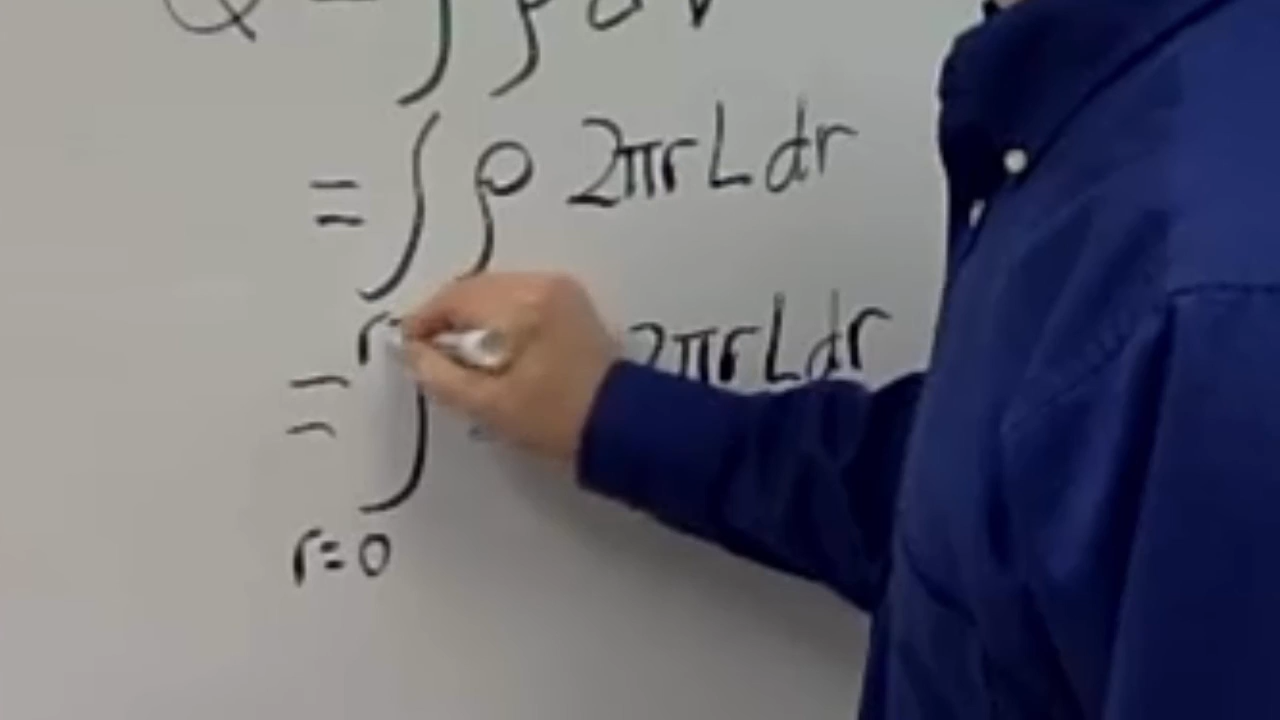 Q = ∫ρ dV
= ∫ρ 2πrL dr
r=
= ∫ 2πrL dr
r=0